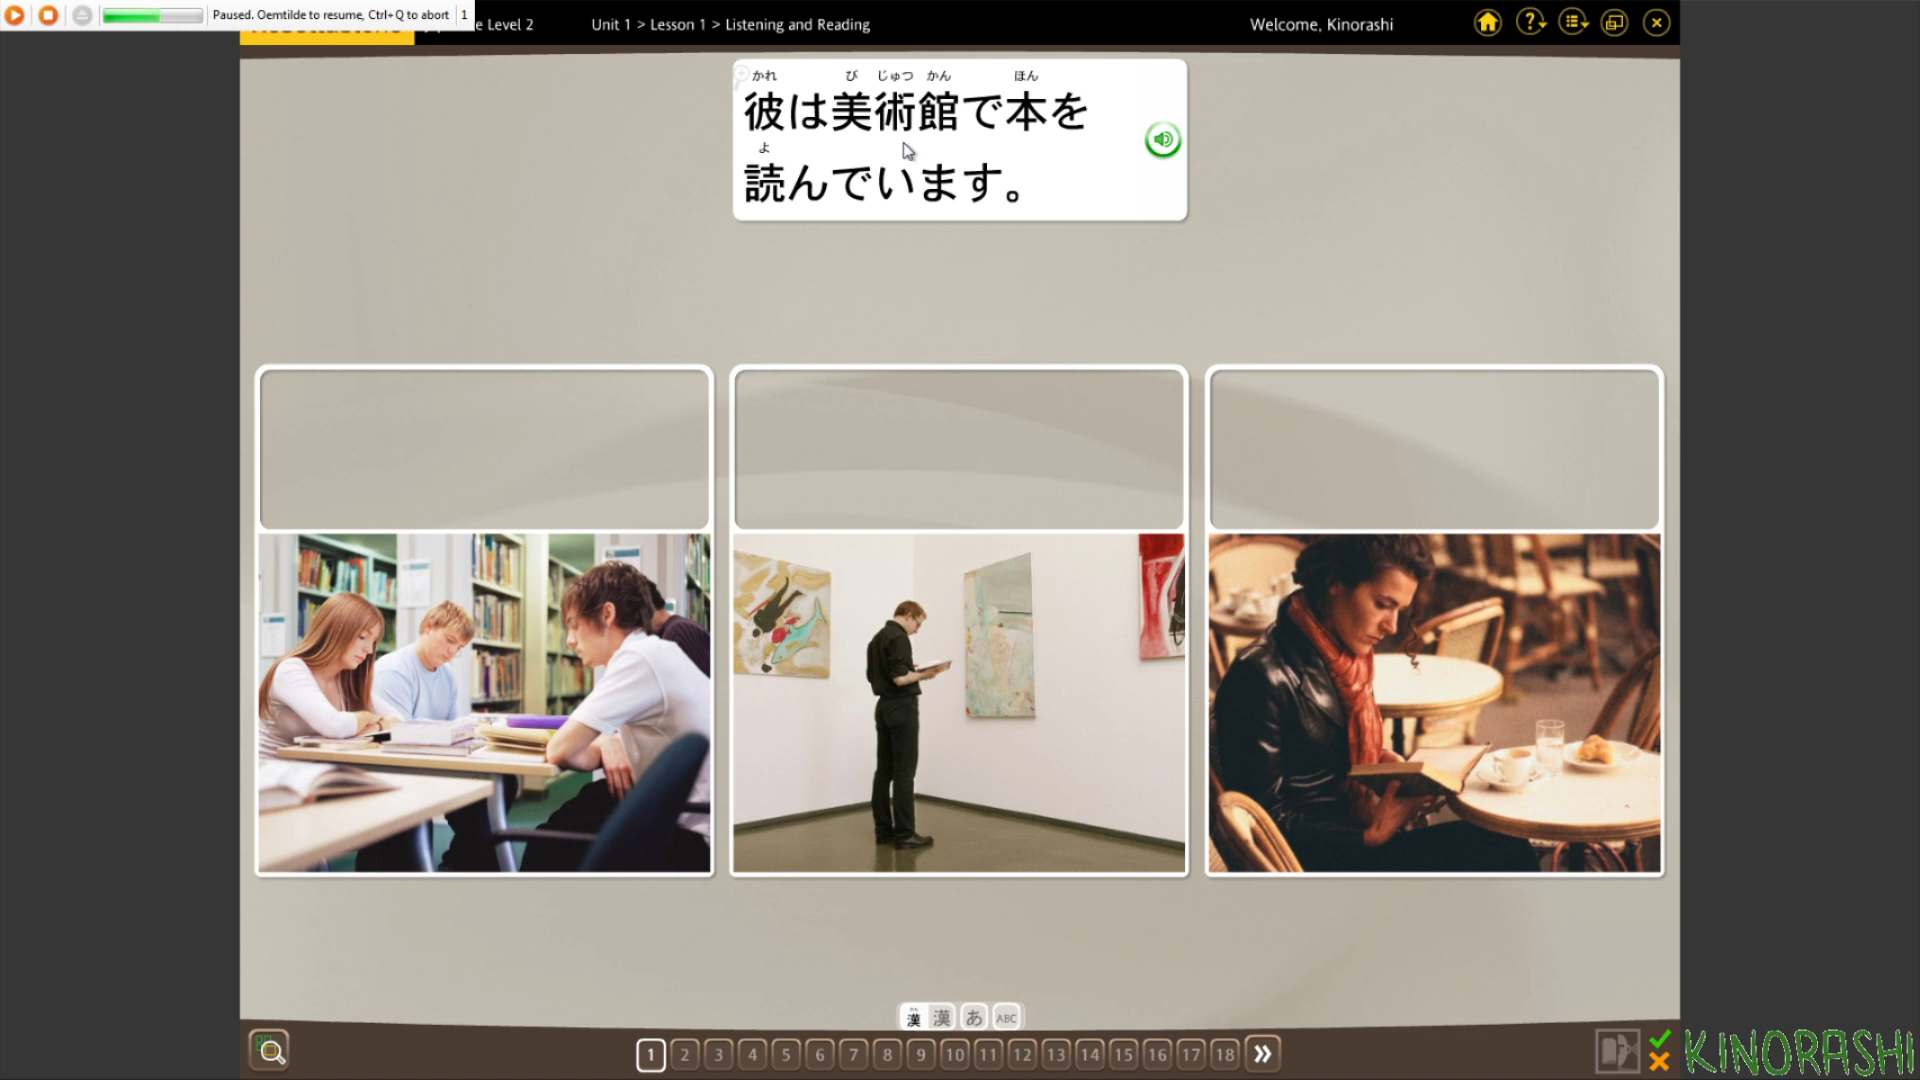 Paused. Oemtilde to resume, Ctrl+Q to abort 1
e Level 2
Unit 1 > Lesson 1 > Listening and Reading
Welcome, Kinorashi
かれ び じゅつ かん ほん
彼は美術館で本を
よ
読んでいます。
かん
漢 漢 あ ABC
1 2 3 4 5 6 7 8 9 10 11 12 13 14 15 16 17 18
KINORASHI